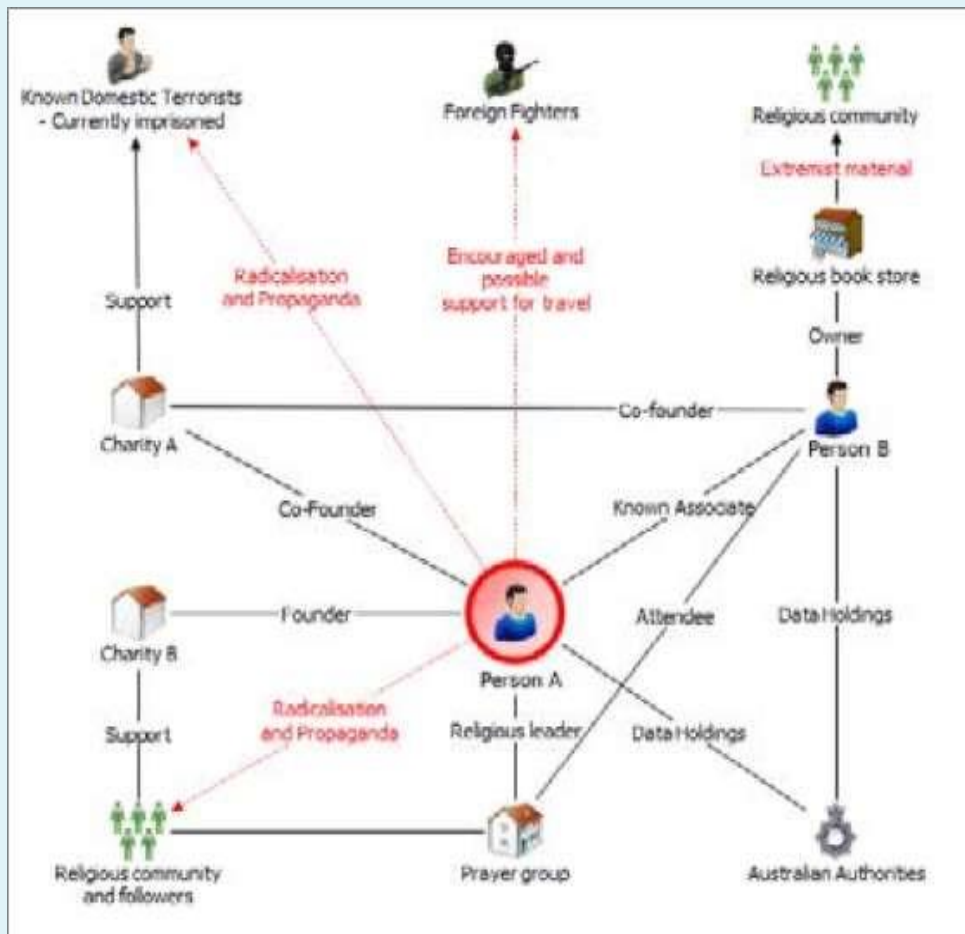 Known Domestic Terrorists
- Currently imprisoned
Foreign Fighters
Religious community
Extremist material
Radicalisation
and Propaganda
Encouraged and
possible
support for travel
Religious book store
Support
Owner
Co-founder
Charity A
Person B
Co-Founder
Known Associate
Founder
Attendee
Data Holdings
Charity B
Person A
Radicalisation
and Propaganda
Support
Religious leader
Data Holdings
Religious community
and followers
Prayer group
Australian Authorities